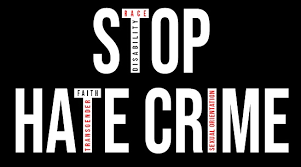 STOP
RACE
DISABILITY
HATE CRIME
FAITH
TRANSGENDER
SEXUAL ORIENTATION